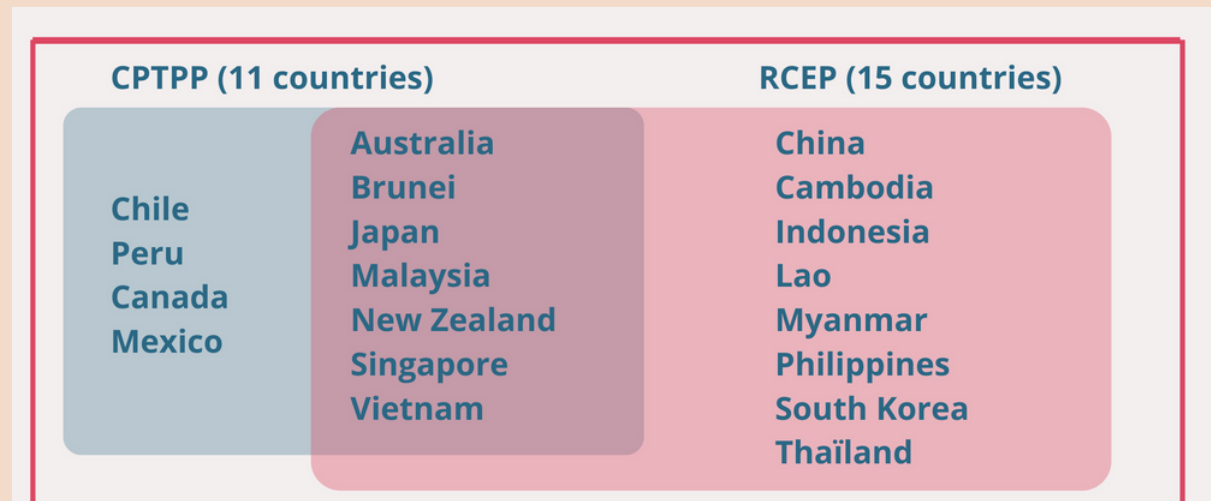 CPTPP (11 countries)
RCEP (15 countries)
Chile
Peru
Canada
Mexico
Australia
Brunei
Japan
Malaysia
New Zealand
Singapore
Vietnam
China
Cambodia
Indonesia
Lao
Myanmar
Philippines
South Korea
Thaïland